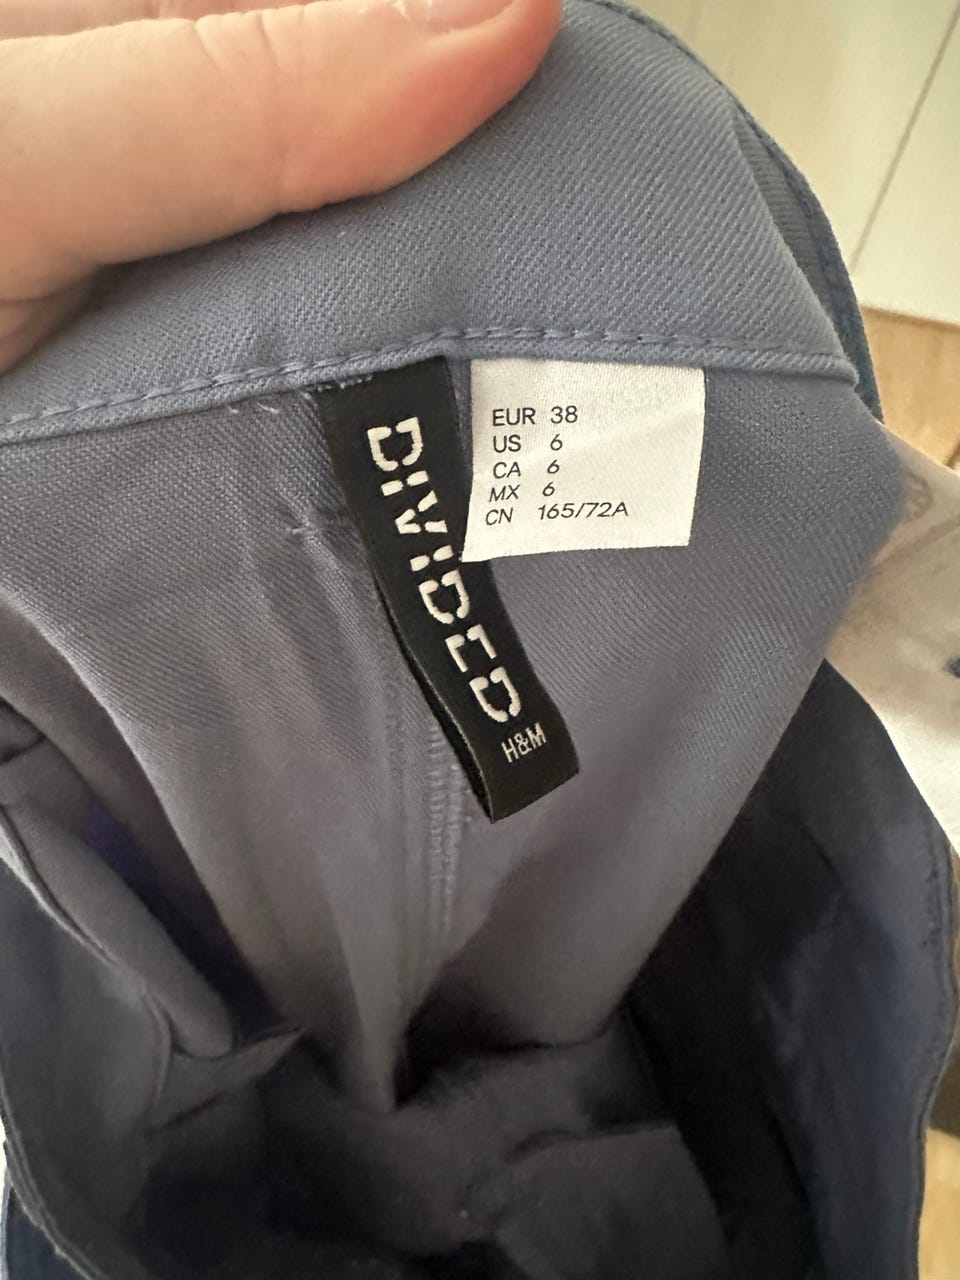 DIVIDED
H&M
EUR 38
US 6
CA 6
MX 6
CN 165/72A